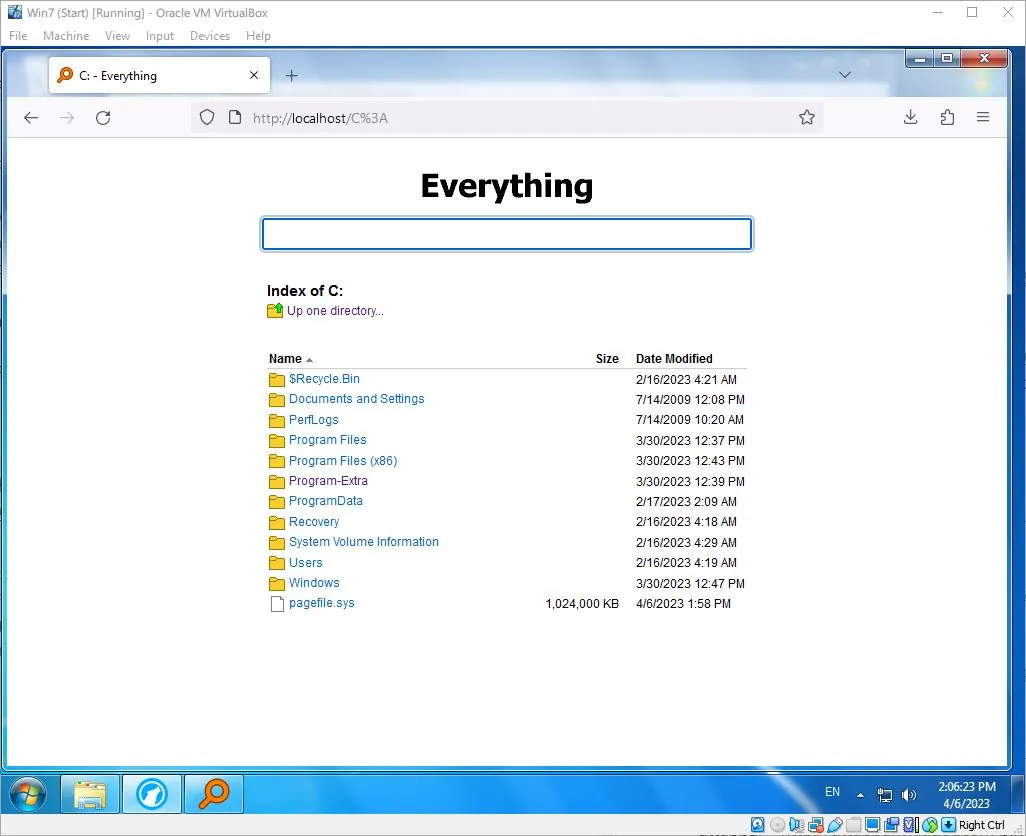 Win7 (Start) [Running] - Oracle VM VirtualBox
File Machine View Input Devices Help
C: - Everything
http://localhost/C%3A
Everything
Index of C:
Up one directory...
Name Size Date Modified
$Recycle.Bin 2/16/2023 4:21 AM
Documents and Settings 7/14/2009 12:08 PM
PerfLogs 7/14/2009 10:20 AM
Program Files 3/30/2023 12:37 PM
Program Files (x86) 3/30/2023 12:43 PM
Program-Extra 3/30/2023 12:39 PM
ProgramData 2/17/2023 2:09 AM
Recovery 2/16/2023 4:18 AM
System Volume Information 2/16/2023 4:29 AM
Users 2/16/2023 4:19 AM
Windows 3/30/2023 12:47 PM
pagefile.sys 1,024,000 KB 4/6/2023 1:58 PM
EN
2:06:23 PM
4/6/2023
Right Ctrl